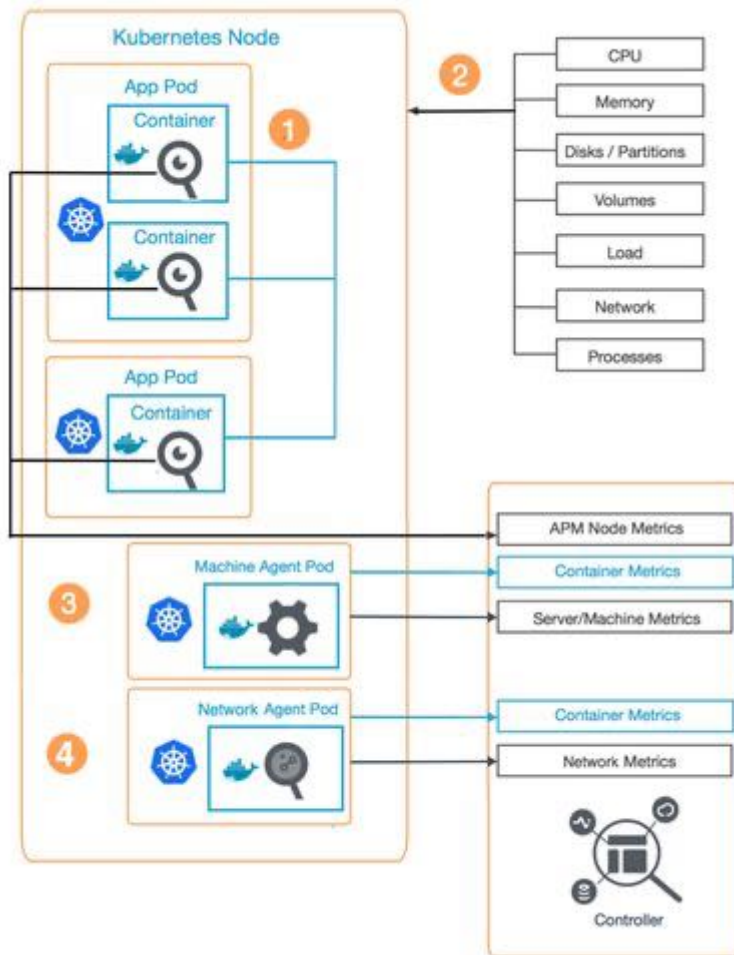 Kubernetes Node
App Pod
Container
1
Container
App Pod
Container
2
CPU
Memory
Disks / Partitions
Volumes
Load
Network
Processes
APM Node Metrics
Machine Agent Pod
3
Container Metrics
Server/Machine Metrics
Network Agent Pod
4
Container Metrics
Network Metrics
Controller